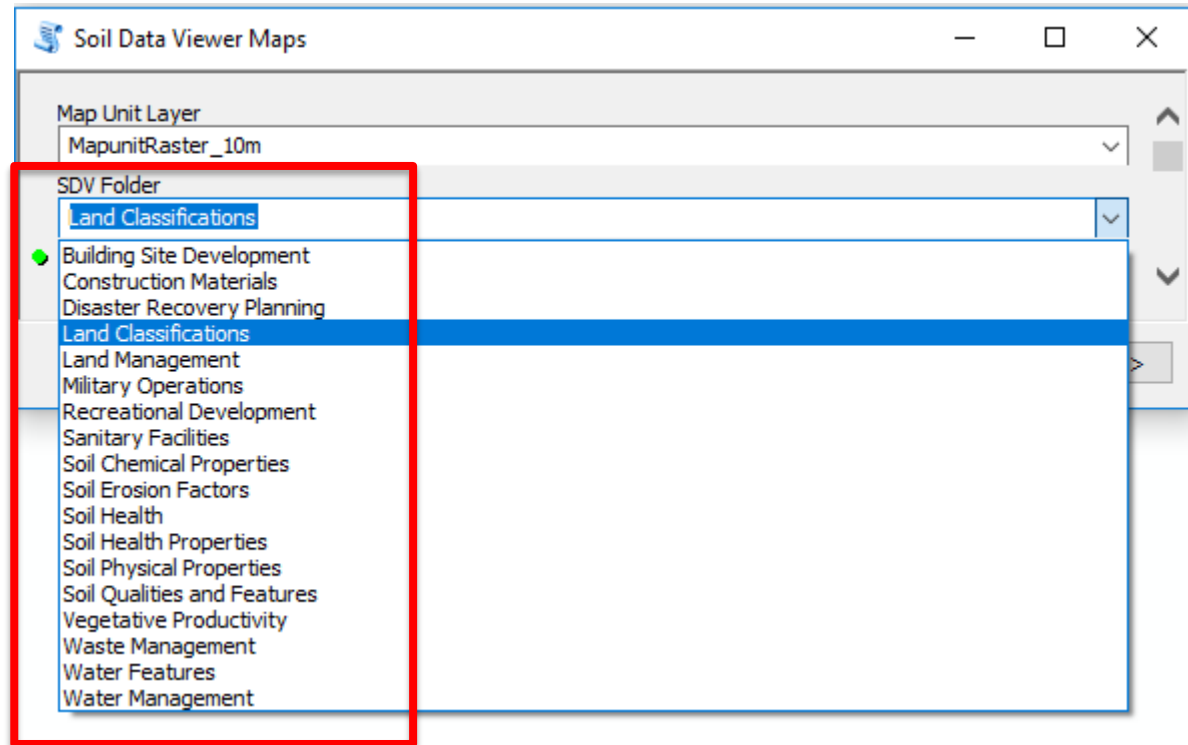 Soil Data Viewer Maps
Map Unit Layer
MapunitRaster_10m
SDV Folder
Land Classifications
Building Site Development
Construction Materials
Disaster Recovery Planning
Land Classifications
Land Management
>
Military Operations
Recreational Development
Sanitary Facilities
Soil Chemical Properties
Soil Erosion Factors
Soil Health
Soil Health Properties
Soil Physical Properties
Soil Qualities and Features
Vegetative Productivity
Waste Management
Water Features
Water Management